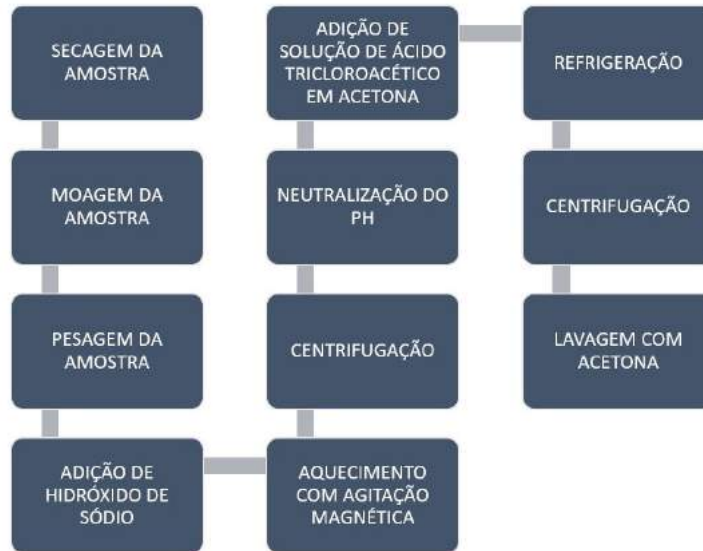 SECAGEM DA
AMOSTRA
MOAGEM DA
AMOSTRA
PESAGEM DA
AMOSTRA
ADIÇÃO DE
HIDRÓXIDO DE
SÓDIO
AQUECIMENTO
COM AGITAÇÃO
MAGNÉTICA
CENTRIFUGAÇÃO
NEUTRALIZAÇÃO DO
PH
ADIÇÃO DE
SOLUÇÃO DE ÁCIDO
TRICLOROACÉTICO
EM ACETONA
REFRIGERAÇÃO
CENTRIFUGAÇÃO
LAVAGEM COM
ACETONA